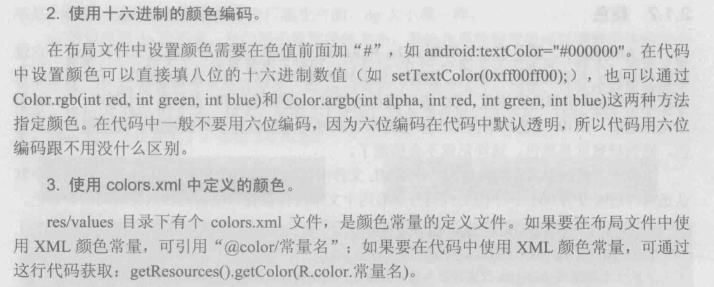 2. 使用十六进制的颜色编码。
在布局文件中设置颜色需要在色值前面加“#”，如 android:textColor="#000000"。在代码
中设置颜色可以直接填八位的十六进制数值（如 setTextColor(0xff00ff00);），也可以通过
Color.rgb(int red, int green, int blue)和 Color.argb(int alpha, int red, int green, int blue)这两种方法
指定颜色。在代码中一般不要用六位编码，因为六位编码在代码中默认透明，所以代码用六位
编码跟不用没什么区别。
3. 使用 colors.xml 中定义的颜色。
res/values 目录下有个 colors.xml 文件，是颜色常量的定义文件。如果要在布局文件中使
用 XML 颜色常量，可引用“@color/常量名”；如果要在代码中使用 XML 颜色常量，可通过
这行代码获取：getResources().getColor(R.color.常量名)。